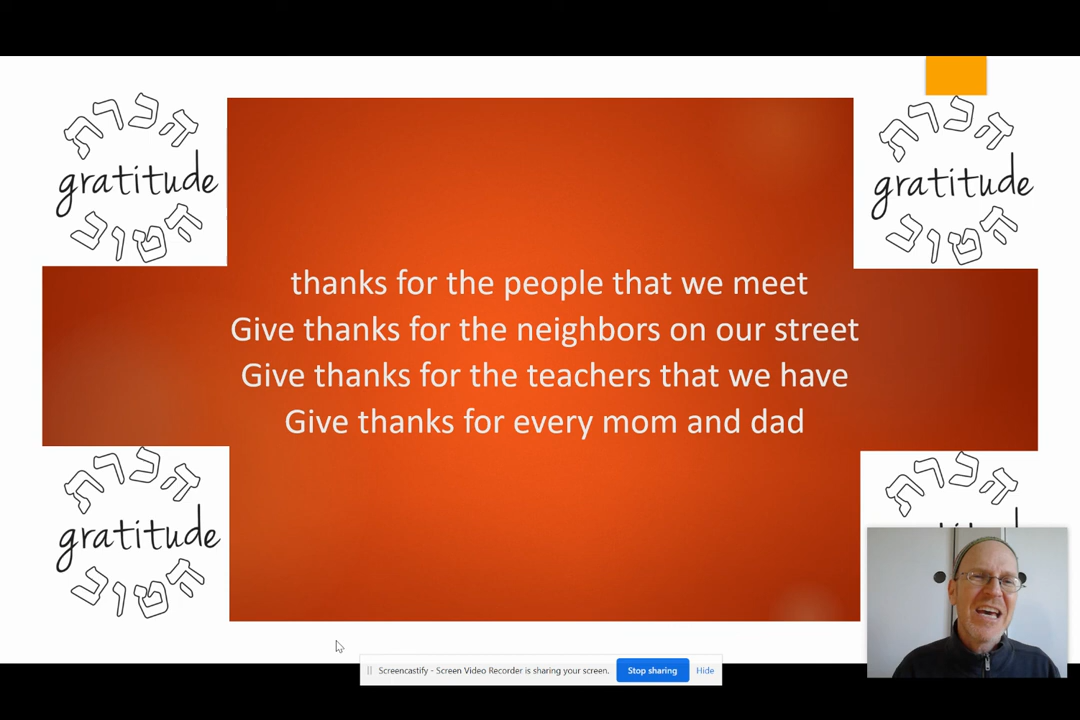 הכרת
gratitude
הטוב
הכרת
gratitude
הטוב
thanks for the people that we meet
Give thanks for the neighbors on our street
Give thanks for the teachers that we have
Give thanks for every mom and dad
הכרת
gratitude
הטוב
הכרת
Screencastify - Screen Video Recorder is sharing your screen.
Stop sharing
Hide